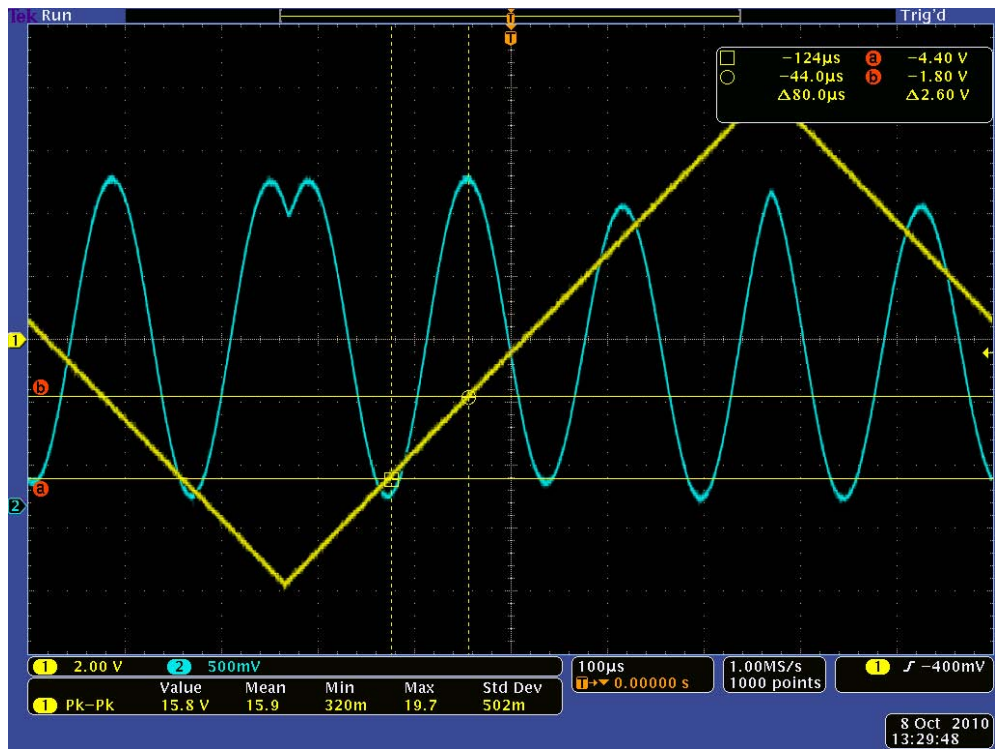 Tek Run Trig'd
T
T
−124µs a −4.40 V
−44.0µs b −1.80 V
Δ80.0µs Δ2.60 V
1
b
a
2
1 2.00 V 2 500mV
100µs
T→▾ 0.00000 s
1.00MS/s
1000 points
1 ∫ −400mV
Value Mean Min Max Std Dev
1 Pk–Pk 15.8 V 15.9 320m 19.7 502m
8 Oct 2010
13:29:48